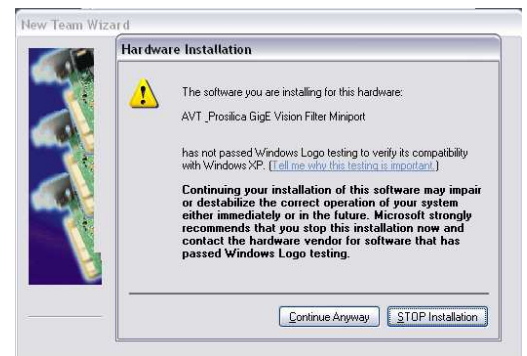 New Team Wizard
Hardware Installation
The software you are installing for this hardware:
AVT _Prosilica GigE Vision Filter Miniport
has not passed Windows Logo testing to verify its compatibility
with Windows XP. (Tell me why this testing is important.)
Continuing your installation of this software may impair
or destabilize the correct operation of your system
either immediately or in the future. Microsoft strongly
recommends that you stop this installation now and
contact the hardware vendor for software that has
passed Windows Logo testing.
Continue Anyway
STOP Installation